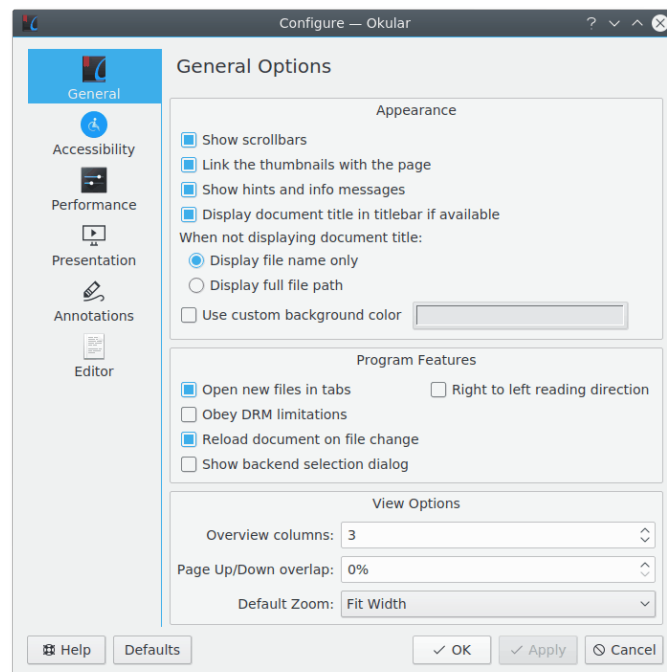 Configure — Okular
General
Accessibility
Performance
Presentation
Annotations
Editor
General Options
Appearance
Show scrollbars
Link the thumbnails with the page
Show hints and info messages
Display document title in titlebar if available
When not displaying document title:
Display file name only
Display full file path
Use custom background color
Program Features
Open new files in tabs Right to left reading direction
Obey DRM limitations
Reload document on file change
Show backend selection dialog
View Options
Overview columns: 3
Page Up/Down overlap: 0%
Default Zoom: Fit Width
Help Defaults OK Apply Cancel